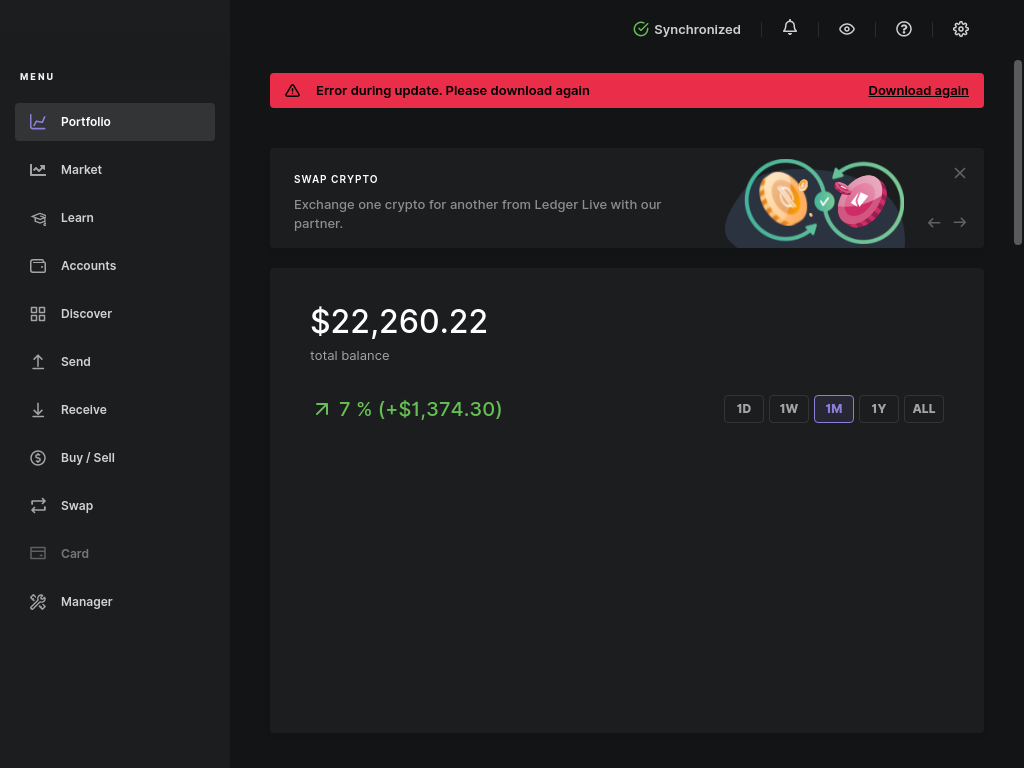 Synchronized
MENU
Error during update. Please download again
Download again
Portfolio
Market
Learn
Accounts
Discover
Send
Receive
Buy / Sell
Swap
Card
Manager
SWAP CRYPTO
Exchange one crypto for another from Ledger Live with our
partner.
$22,260.22
total balance
7 % (+$1,374.30)
1D 1W 1M 1Y ALL